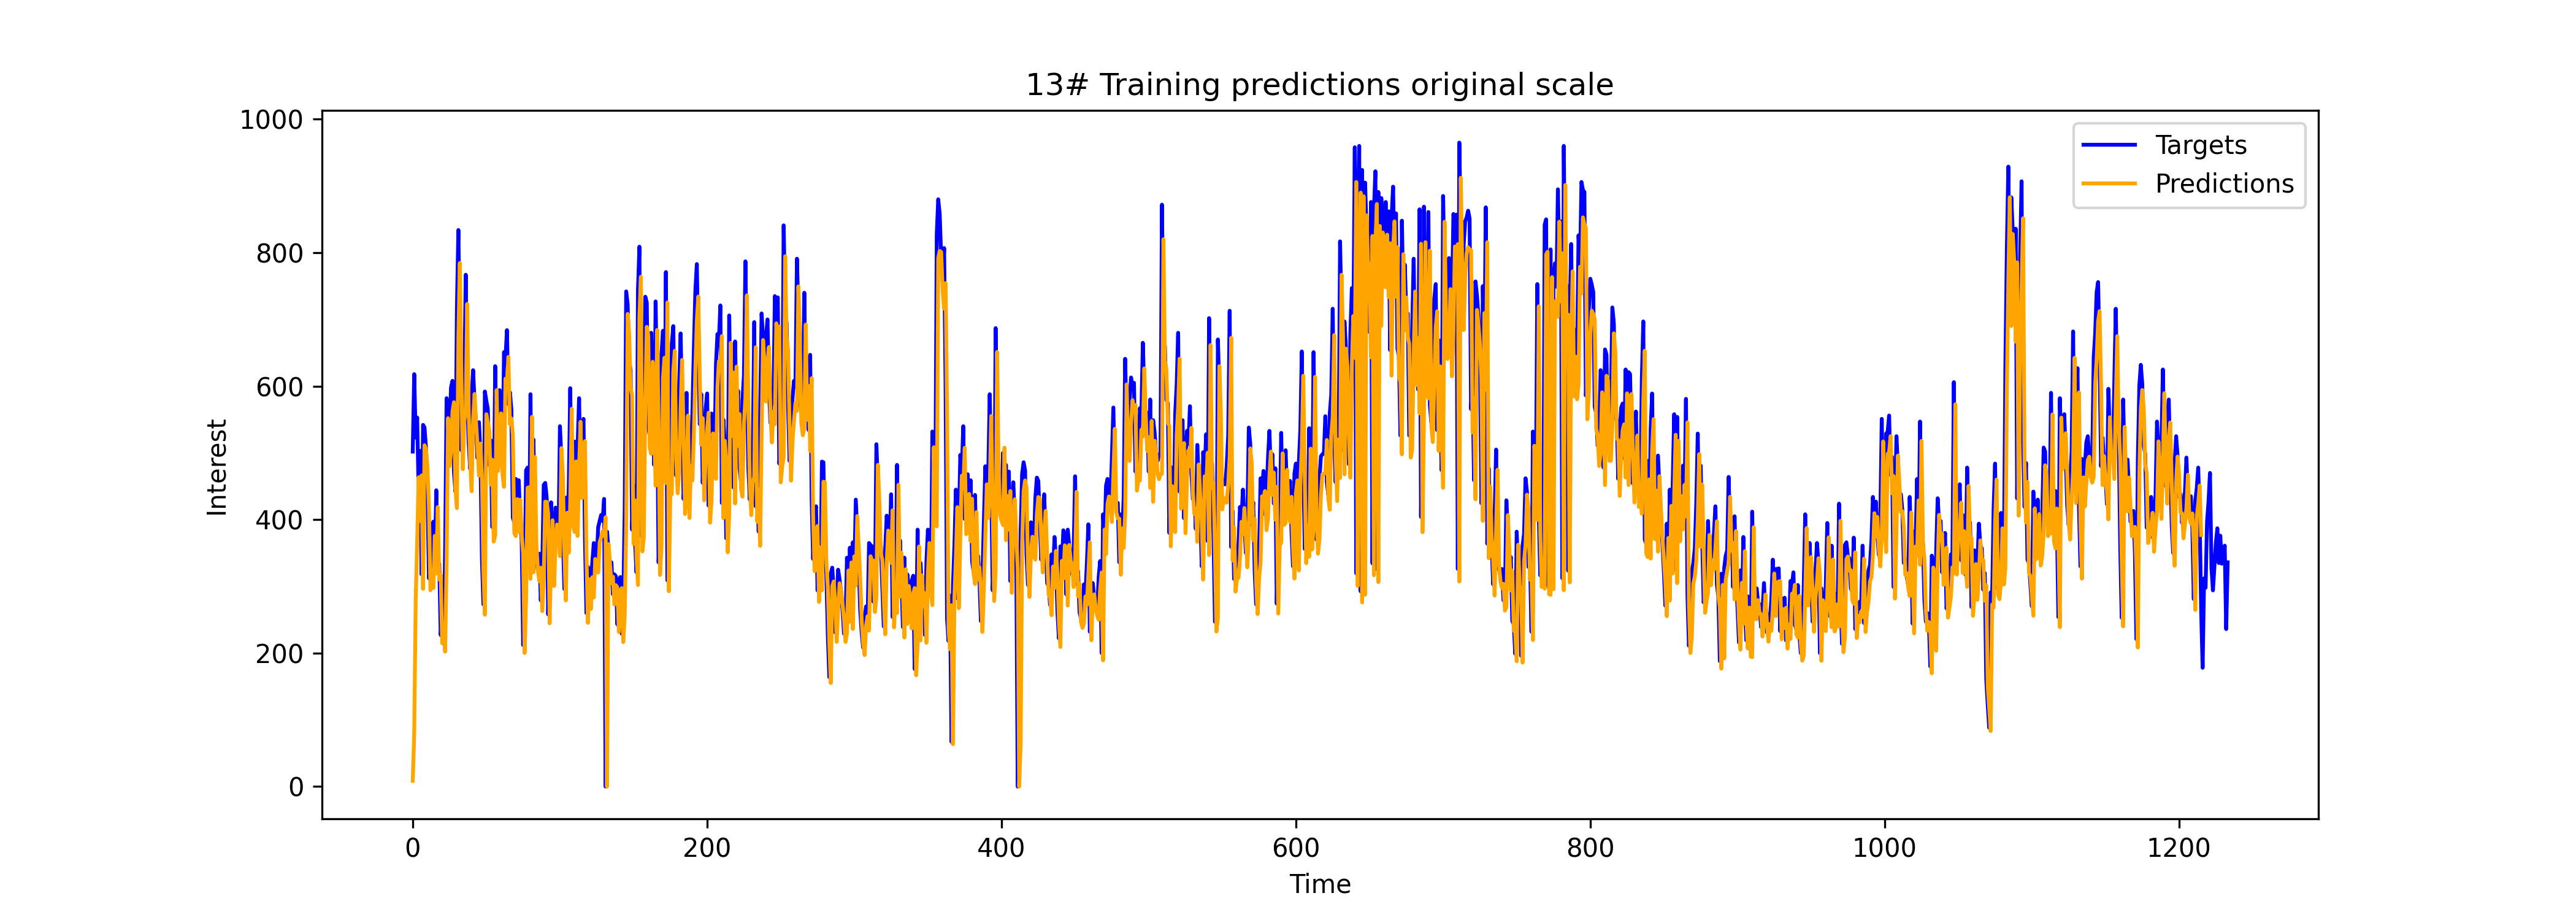 13# Training predictions original scale
1000
800
600
400
200
0
Interest
Targets
Predictions
0 200 400 600 800 1000 1200
Time